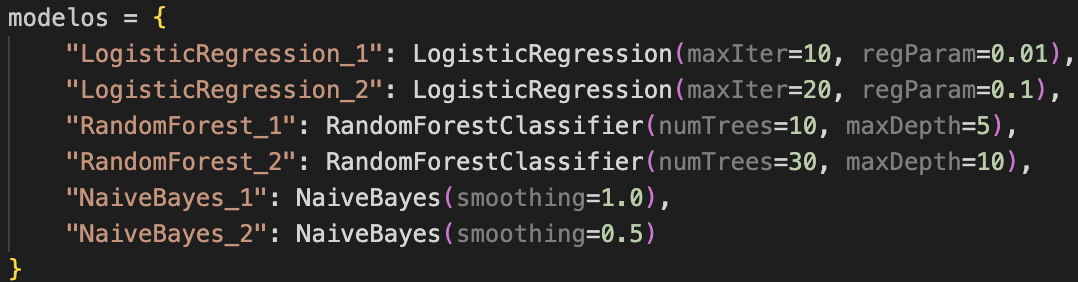 modelos = {
    "LogisticRegression_1": LogisticRegression(maxIter=10, regParam=0.01),
    "LogisticRegression_2": LogisticRegression(maxIter=20, regParam=0.1),
    "RandomForest_1": RandomForestClassifier(numTrees=10, maxDepth=5),
    "RandomForest_2": RandomForestClassifier(numTrees=30, maxDepth=10),
    "NaiveBayes_1": NaiveBayes(smoothing=1.0),
    "NaiveBayes_2": NaiveBayes(smoothing=0.5)
}